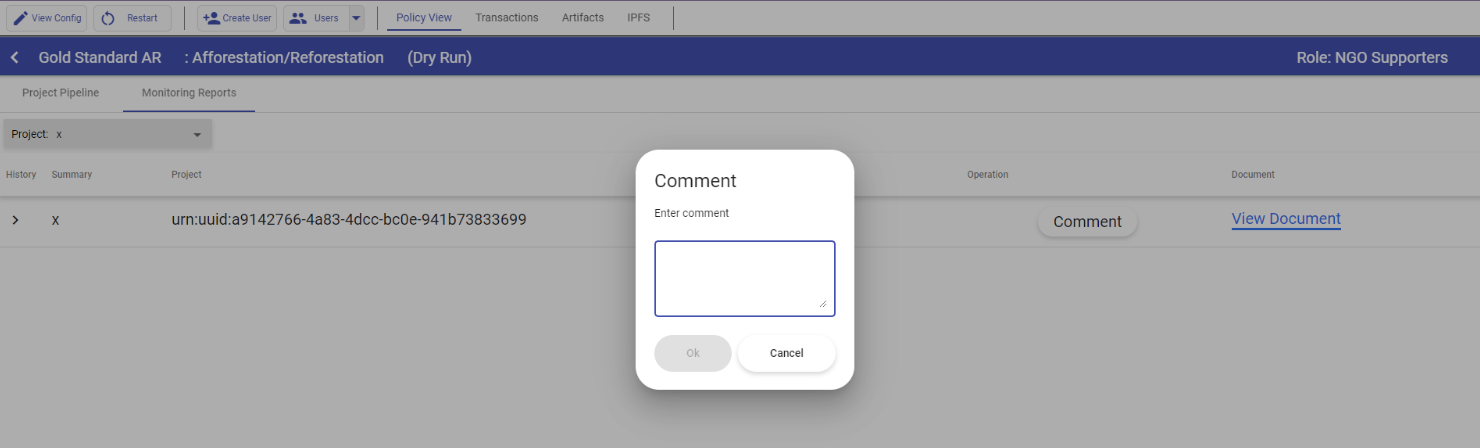 View Config Restart Create User Users Policy View Transactions Artifacts IPFS
Gold Standard AR : Afforestation/Reforestation (Dry Run) Role: NGO Supporters
Project Pipeline Monitoring Reports
Project: x
History Summary Project Operation Document
x urn:uuid:a9142766-4a83-4dcc-bc0e-941b73833699 Comment View Document
Comment
Enter comment
Ok Cancel